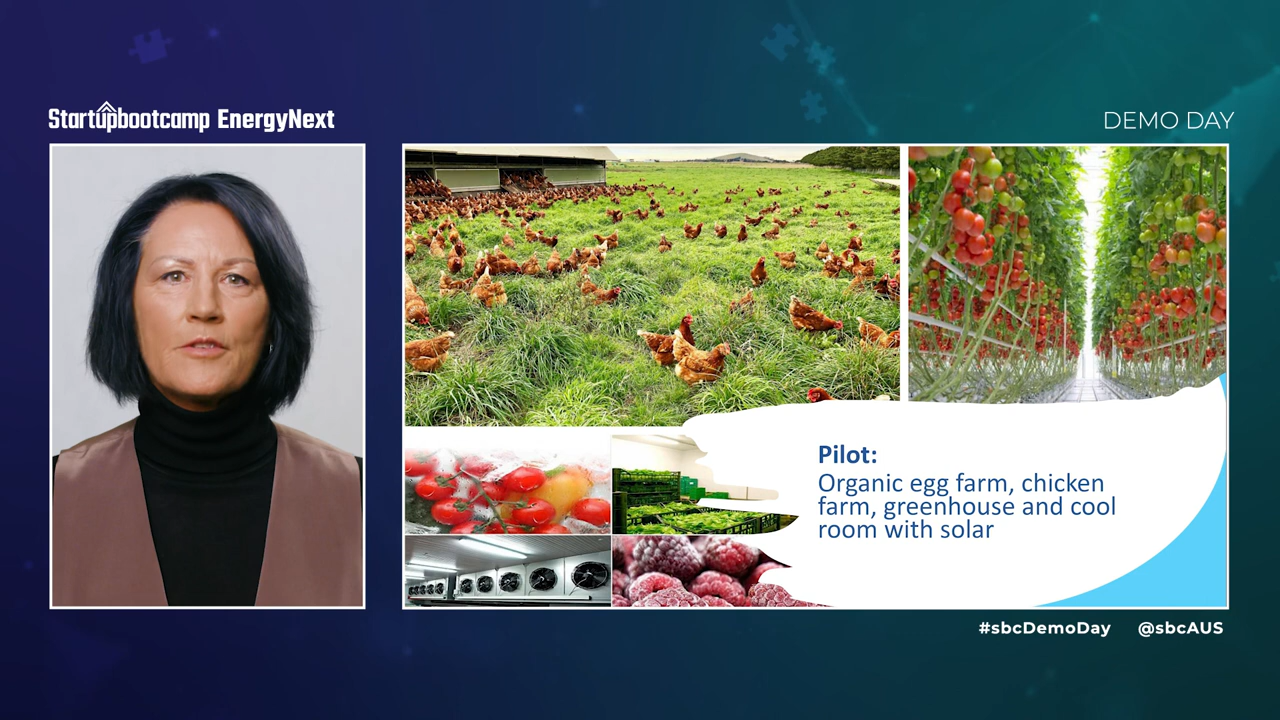 Startupbootcamp EnergyNext
DEMO DAY
Pilot:
Organic egg farm, chicken
farm, greenhouse and cool
room with solar
#sbcDemoDay @sbcAUS